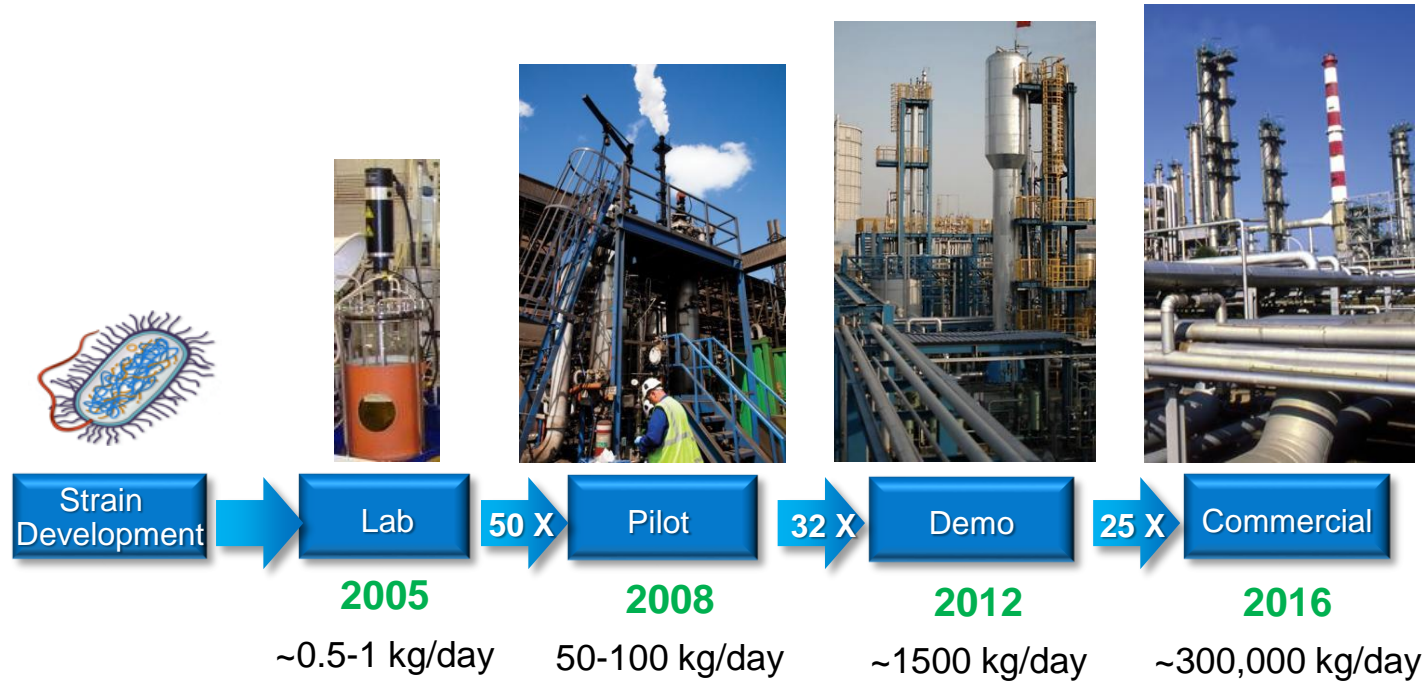 Strain
Development
Lab
50 X
Pilot
32 X
Demo
25 X
Commercial
2005
2008
2012
2016
~0.5-1 kg/day
50-100 kg/day
~1500 kg/day
~300,000 kg/day